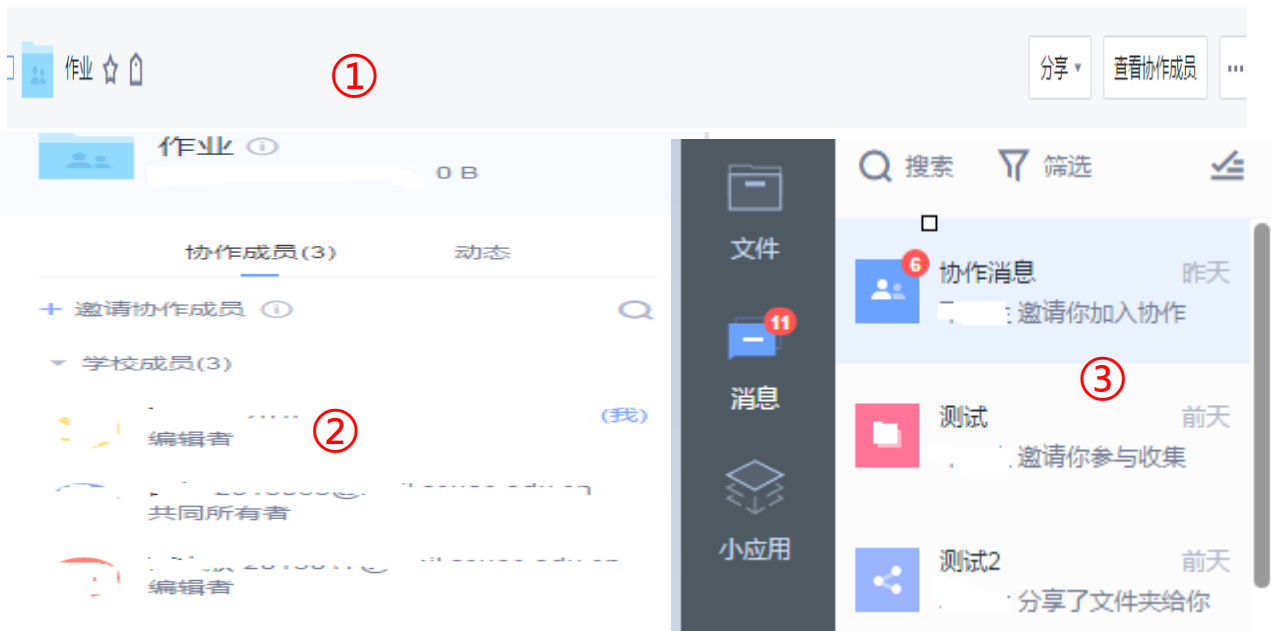 作业
①
分享
查看协作成员
...
作业
0 B
协作成员(3) 动态
+ 邀请协作成员
学校成员(3)
(我)
编辑者
②
共同所有者
编辑者
文件
11
消息
小应用
搜索 筛选
6
协作消息 昨天
邀请你加入协作
③
测试 前天
邀请你参与收集
测试2 前天
分享了文件夹给你